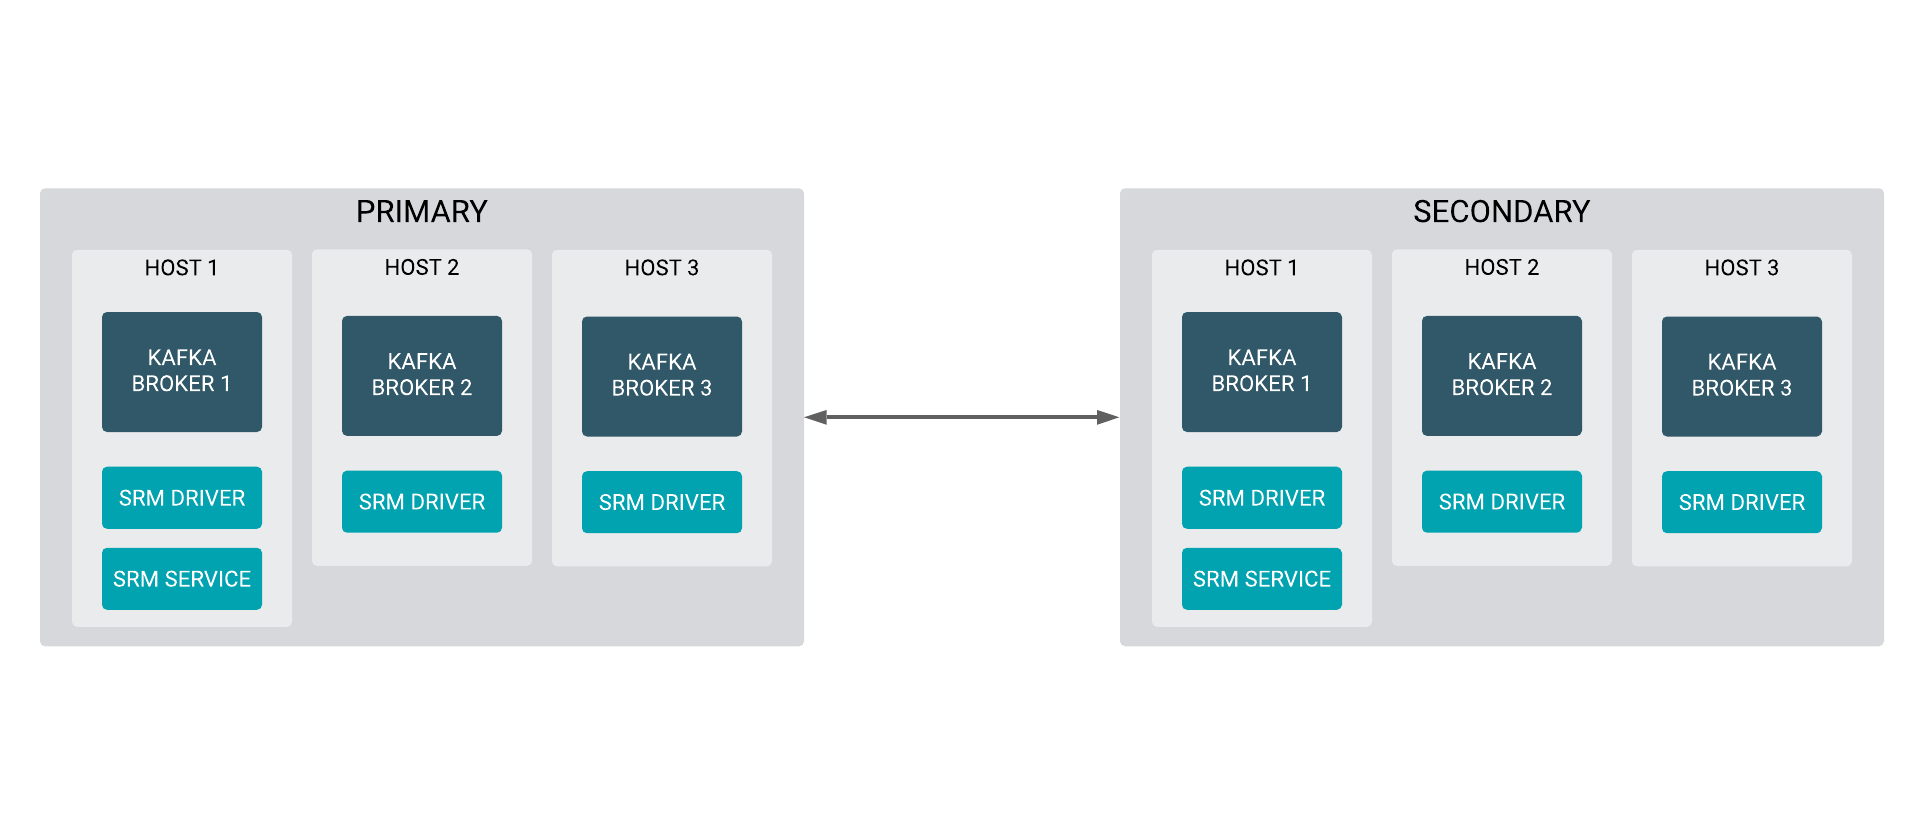 PRIMARY
HOST 1
KAFKA
BROKER 1
SRM DRIVER
SRM SERVICE
HOST 2
KAFKA
BROKER 2
SRM DRIVER
HOST 3
KAFKA
BROKER 3
SRM DRIVER
SECONDARY
HOST 1
KAFKA
BROKER 1
SRM DRIVER
SRM SERVICE
HOST 2
KAFKA
BROKER 2
SRM DRIVER
HOST 3
KAFKA
BROKER 3
SRM DRIVER